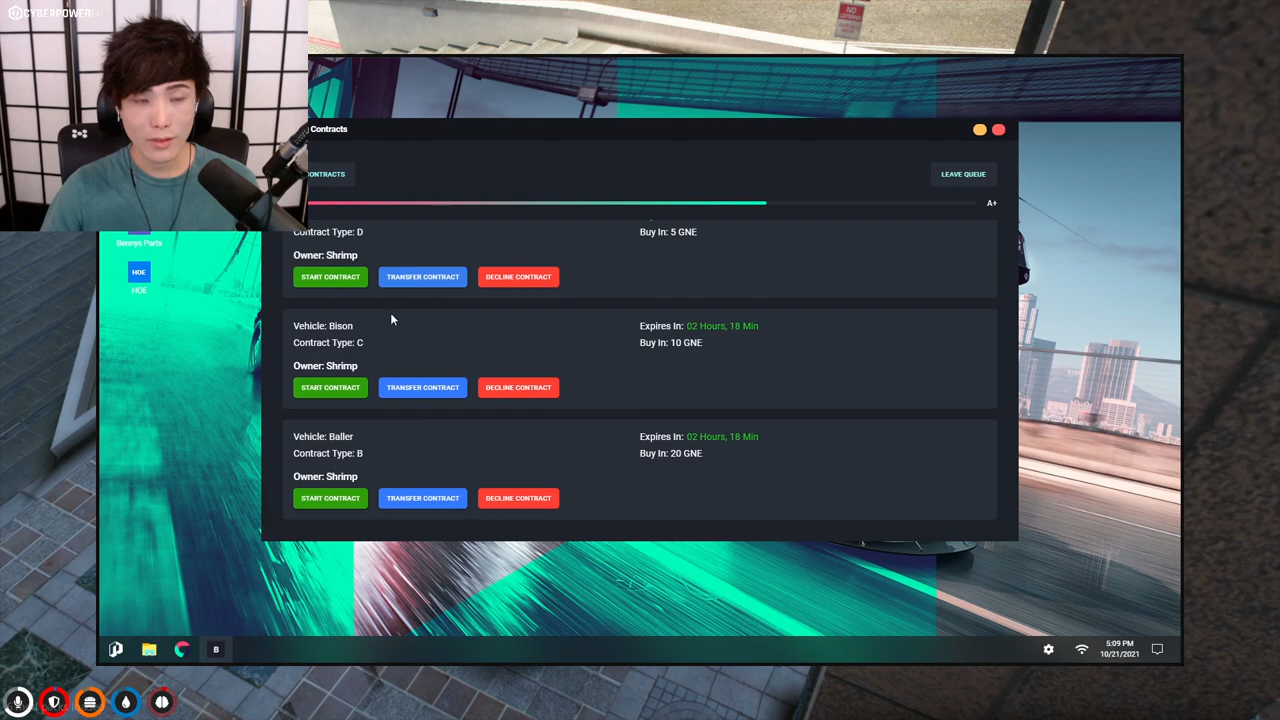 CYBERPOWER
NO
Contracts
CONTRACTS
LEAVE QUEUE
A+
Contract Type: D
Buy In: 5 GNE
Owner: Shrimp
START CONTRACT
TRANSFER CONTRACT
DECLINE CONTRACT
Vehicle: Bison
Expires In: 02 Hours, 18 Min
Contract Type: C
Buy In: 10 GNE
Owner: Shrimp
START CONTRACT
TRANSFER CONTRACT
DECLINE CONTRACT
Vehicle: Baller
Expires In: 02 Hours, 18 Min
Contract Type: B
Buy In: 20 GNE
Owner: Shrimp
START CONTRACT
TRANSFER CONTRACT
DECLINE CONTRACT
Bennys Parts
HOE
HOE
B
5:09 PM
10/21/2021